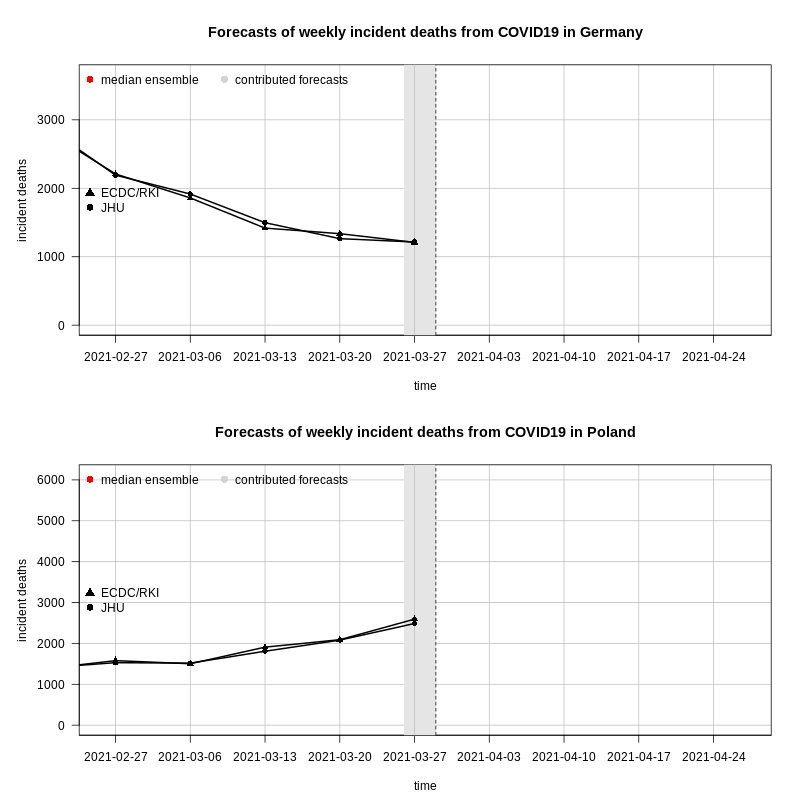 Forecasts of weekly incident deaths from COVID19 in Germany
median ensemble contributed forecasts
3000
2000
1000
0
incident deaths
ECDC/RKI
JHU
2021-02-27 2021-03-06 2021-03-13 2021-03-20 2021-03-27 2021-04-03 2021-04-10 2021-04-17 2021-04-24
time
Forecasts of weekly incident deaths from COVID19 in Poland
median ensemble contributed forecasts
6000
5000
4000
3000
2000
1000
0
incident deaths
ECDC/RKI
JHU
2021-02-27 2021-03-06 2021-03-13 2021-03-20 2021-03-27 2021-04-03 2021-04-10 2021-04-17 2021-04-24
time